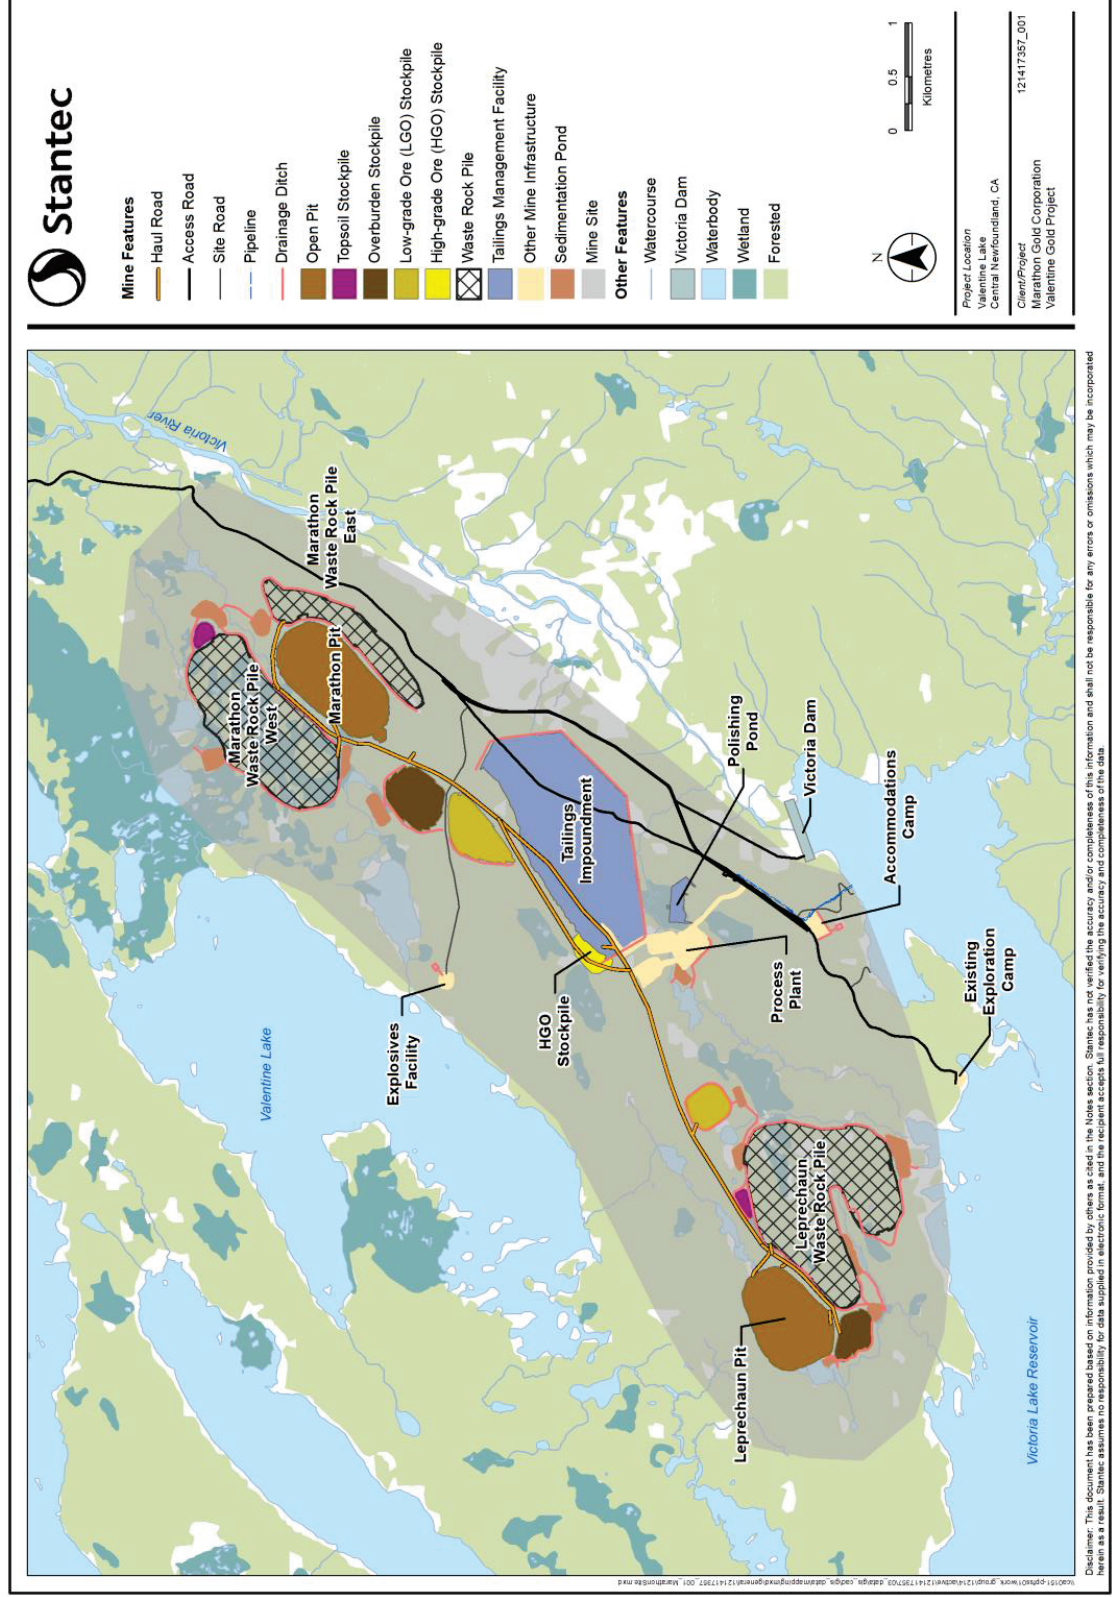 Stantec
Mine Features
Haul Road
Access Road
Site Road
Pipeline
Drainage Ditch
Open Pit
Topsoil Stockpile
Overburden Stockpile
Low-grade Ore (LGO) Stockpile
High-grade Ore (HGO) Stockpile
Waste Rock Pile
Tailings Management Facility
Other Mine Infrastructure
Sedimentation Pond
Mine Site
Other Features
Watercourse
Victoria Dam
Waterbody
Wetland
Forested
N
0
0.5
1
Kilometres
Project Location
Valentine Lake
Central Newfoundland, CA
Client/Project
121417357_001
Marathon Gold Corporation
Valentine Gold Project
Victoria River
Marathon
Waste Rock Pile
East
Marathon Pit
Marathon
Waste Rock Pile
West
Tailings
Impoundment
Polishing
Pond
Victoria Dam
Accommodations
Camp
Existing
Exploration
Camp
Process
Plant
HGO
Stockpile
Explosives
Facility
Valentine Lake
Leprechaun
Waste Rock Pile
Leprechaun Pit
Victoria Lake Reservoir
Disclaimer: This document has been prepared based on information provided by others as cited in the Notes section. Stantec has not verified the accuracy and/or completeness of this information and shall not be responsible for any errors or omissions which may be incorporated
herein as a result. Stantec assumes no responsibility for data supplied in electronic format, and the recipient accepts full responsibility for verifying the accuracy and completeness of the data.